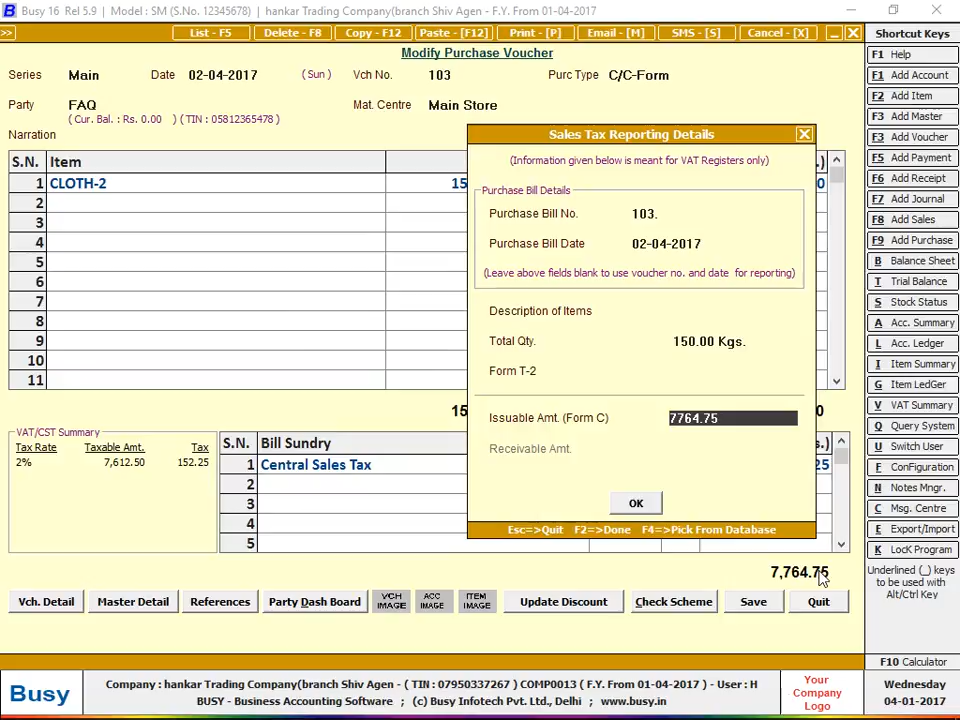 Busy 16 Rel 5.9 | Model : SM (S.No. 12345678) | hankar Trading Company(branch Shiv Agen - F.Y. From 01-04-2017
>> List - F5 Delete - F8 Copy - F12 Paste - [F12] Print - [P] Email - [M] SMS - [S] Cancel - [X]
Modify Purchase Voucher
Series Main Date 02-04-2017 ( Sun ) Vch No. 103 Purc Type C/C-Form
Party FAQ Mat. Centre Main Store
( Cur. Bal. : Rs. 0.00 ) ( TIN : 05812365478 )
Narration
S.N. Item .)
1 CLOTH-2 15 0
2
3
4
5
6
7
8
9
10
11
15 0
Sales Tax Reporting Details
(Information given below is meant for VAT Registers only)
Purchase Bill Details
Purchase Bill No. 103.
Purchase Bill Date 02-04-2017
(Leave above fields blank to use voucher no. and date for reporting)
Description of Items
Total Qty. 150.00 Kgs.
Form T-2
Issuable Amt. (Form C) 7764.75
Receivable Amt.
OK
Esc=>Quit F2=>Done F4=>Pick From Database
VAT/CST Summary
Tax Rate Taxable Amt. Tax
2% 7,612.50 152.25
S.N. Bill Sundry .)
1 Central Sales Tax 25
2
3
4
5
7,764.75
Vch. Detail Master Detail References Party Dash Board VCH IMAGE ACC IMAGE ITEM IMAGE Update Discount Check Scheme Save Quit
Shortcut Keys
F1 Help
F1 Add Account
F2 Add Item
F3 Add Master
F3 Add Voucher
F5 Add Payment
F6 Add Receipt
F7 Add Journal
F8 Add Sales
F9 Add Purchase
B Balance Sheet
T Trial Balance
S Stock Status
A Acc. Summary
L Acc. Ledger
I Item Summary
G Item LedGer
V VAT Summary
Q Query System
U Switch User
F Configuration
N Notes Mngr.
C Msg. Centre
E Export/Import
K LocK Program
Underlined (_) keys
to be used with
Alt/Ctrl Key
F10 Calculator
Busy
Company : hankar Trading Company(branch Shiv Agen - ( TIN : 07950337267 ) COMP0013 ( F.Y. From 01-04-2017 ) - User : H
BUSY - Business Accounting Software ; (c) Busy Infotech Pvt. Ltd., Delhi ; www.busy.in
Your
Company
Logo
Wednesday
04-01-2017